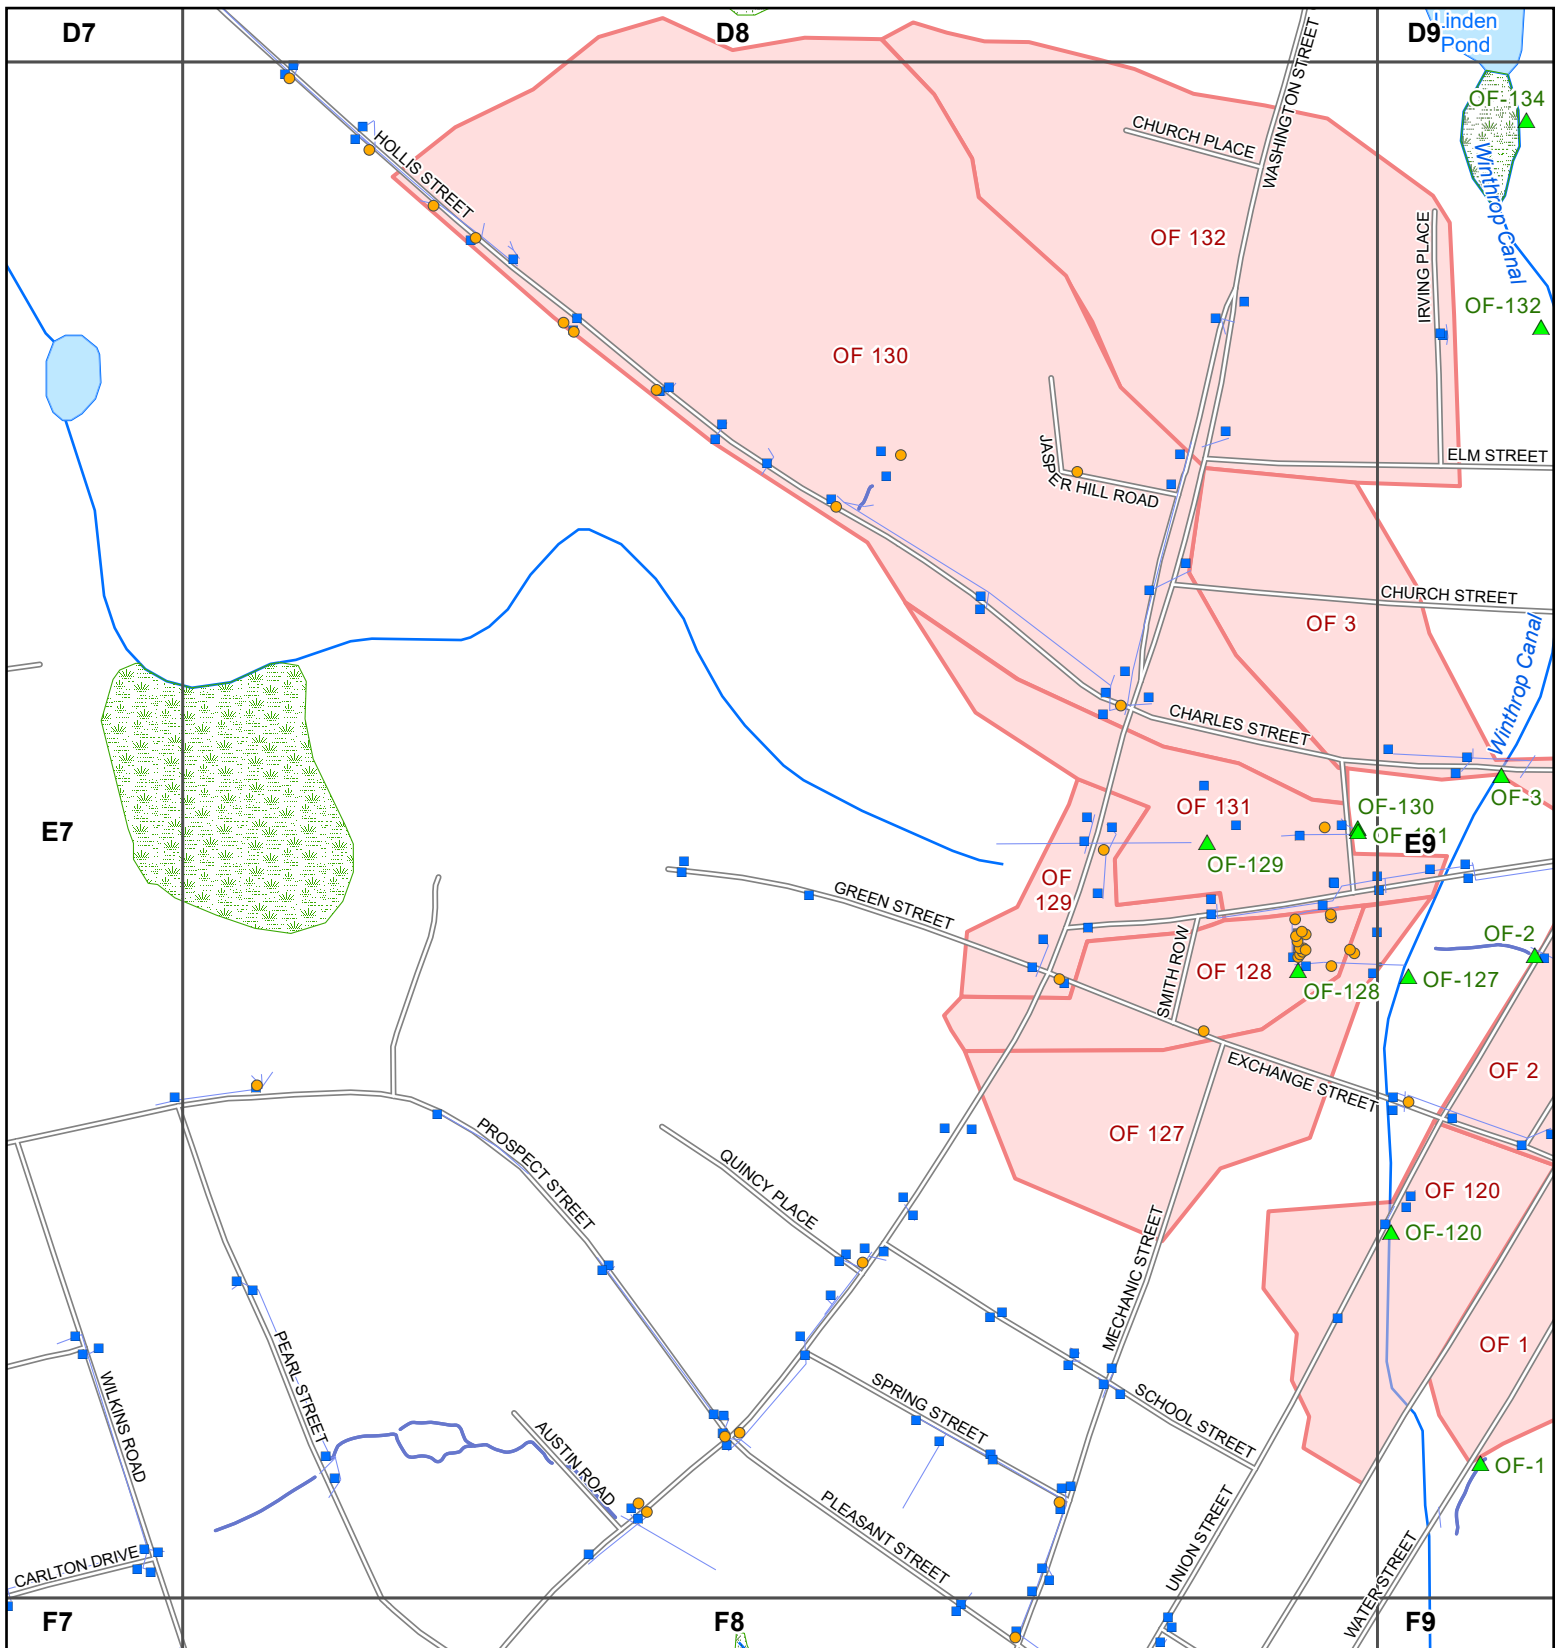 D7
D8
D9
Linden
Pond
OF-134
WASHINGTON STREET
CHURCH PLACE
HOLLIS STREET
Winthrop Canal
OF 132
IRVING PLACE
OF-132
OF 130
JASPER HILL ROAD
ELM STREET
CHURCH STREET
OF 3
Winthrop Canal
CHARLES STREET
OF-3
OF 131
OF-130
E7
E9
OF-129
OF
129
GREEN STREET
SMITH ROW
OF 128
OF-128
OF-2
OF-127
EXCHANGE STREET
OF 2
PROSPECT STREET
QUINCY PLACE
OF 127
OF 120
OF-120
MECHANIC STREET
PEARL STREET
WILKINS ROAD
OF 1
SPRING STREET
SCHOOL STREET
AUSTIN ROAD
OF-1
PLEASANT STREET
UNION STREET
WATER STREET
CARLTON DRIVE
F7
F8
F9